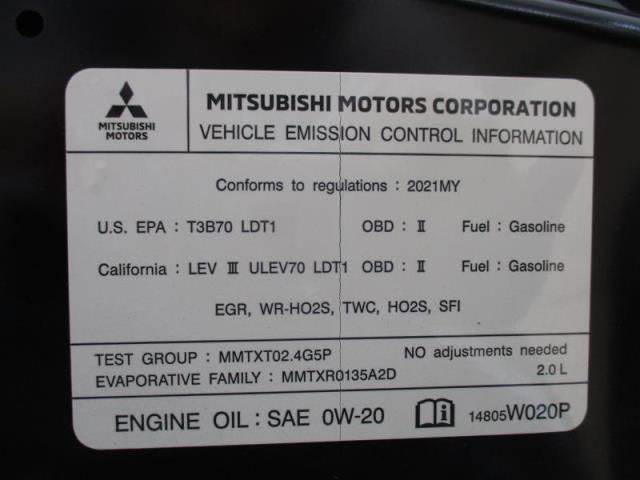 MITSUBISHI
MOTORS
MITSUBISHI MOTORS CORPORATION
VEHICLE EMISSION CONTROL INFORMATION
Conforms to regulations : 2021MY
U.S. EPA : T3B70 LDT1 OBD : Ⅱ Fuel : Gasoline
California : LEV Ⅲ ULEV70 LDT1 OBD : Ⅱ Fuel : Gasoline
EGR, WR-HO2S, TWC, HO2S, SFI
TEST GROUP : MMTXT02.4G5P NO adjustments needed
EVAPORATIVE FAMILY : MMTXR0135A2D 2.0 L
ENGINE OIL : SAE 0W-20 14805W020P